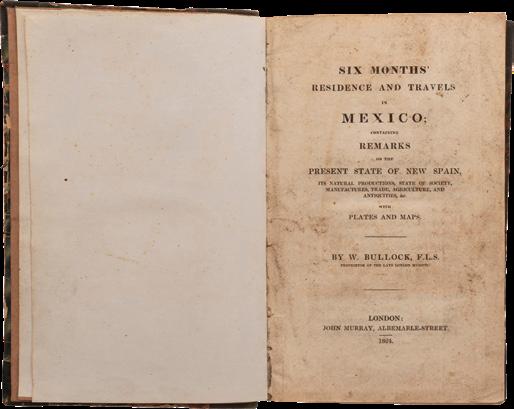 SIX MONTHS'
RESIDENCE AND TRAVELS
IN
MEXICO;
CONTAINING
REMARKS
ON THE
PRESENT STATE OF NEW SPAIN,
ITS NATURAL PRODUCTIONS, STATE OF SOCIETY,
MANUFACTURES, TRADE, AGRICULTURE, AND
ANTIQUITIES, &c.
WITH
PLATES AND MAPS.
BY W. BULLOCK, F.L.S.
PROPRIETOR OF THE LATE LONDON MUSEUM.
LONDON:
JOHN MURRAY, ALBEMARLE-STREET.
1824.